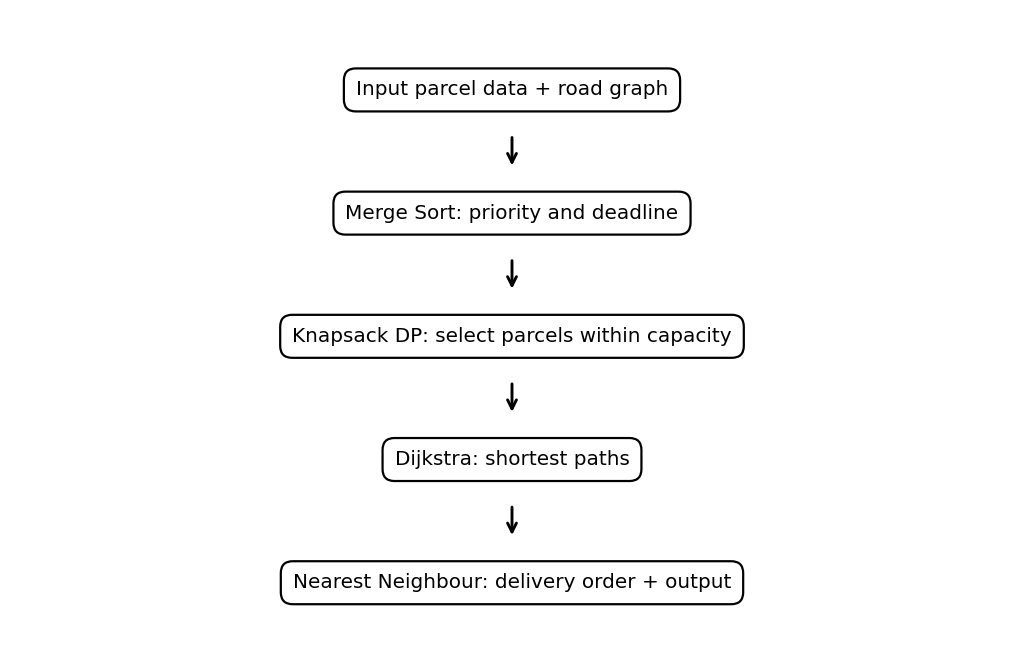 Input parcel data + road graph
Merge Sort: priority and deadline
Knapsack DP: select parcels within capacity
Dijkstra: shortest paths
Nearest Neighbour: delivery order + output